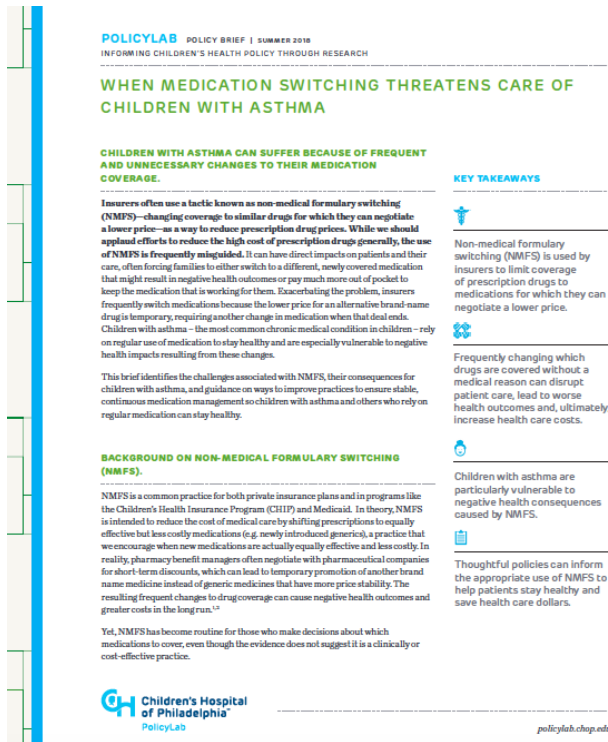 POLICYLAB POLICY BRIEF | SUMMER 2018
INFORMING CHILDREN'S HEALTH POLICY THROUGH RESEARCH
WHEN MEDICATION SWITCHING THREATENS CARE OF
CHILDREN WITH ASTHMA
CHILDREN WITH ASTHMA CAN SUFFER BECAUSE OF FREQUENT
AND UNNECESSARY CHANGES TO THEIR MEDICATION
COVERAGE.
Insurers often use a tactic known as non-medical formulary switching
(NMFS)—changing coverage to similar drugs for which they can negotiate
a lower price—as a way to reduce prescription drug prices. While we should
applaud efforts to reduce the high cost of prescription drugs generally, the use
of NMFS is frequently misguided. It can have direct impacts on patients and their
care, often forcing families to either switch to a different, newly covered medication
that might result in negative health outcomes or pay much more out of pocket to
keep the medication that is working for them. Exacerbating the problem, insurers
frequently switch medications because the lower price for an alternative brand-name
drug is temporary, requiring another change in medication when that deal ends.
Children with asthma – the most common chronic medical condition in children – rely
on regular use of medication to stay healthy and are especially vulnerable to negative
health impacts resulting from these changes.
This brief identifies the challenges associated with NMFS, their consequences for
children with asthma, and guidance on ways to improve practices to ensure stable,
continuous medication management so children with asthma and others who rely on
regular medication can stay healthy.
BACKGROUND ON NON-MEDICAL FORMULARY SWITCHING
(NMFS).
NMFS is a common practice for both private insurance plans and in programs like
the Children's Health Insurance Program (CHIP) and Medicaid. In theory, NMFS
is intended to reduce the cost of medical care by shifting prescriptions to equally
effective but less costly medications (e.g. newly introduced generics), a practice that
we encourage when new medications are actually equally effective and less costly. In
reality, pharmacy benefit managers often negotiate with pharmaceutical companies
for short-term discounts, which can lead to temporary promotion of another brand
name medicine instead of generic medicines that have more price stability. The
resulting frequent changes to drug coverage can cause negative health outcomes and
greater costs in the long run.1,2
Yet, NMFS has become routine for those who make decisions about which
medications to cover, even though the evidence does not suggest it is a clinically or
cost-effective practice.
KEY TAKEAWAYS
Non-medical formulary
switching (NMFS) is used by
insurers to limit coverage
of prescription drugs to
medications for which they can
negotiate a lower price.
Frequently changing which
drugs are covered without a
medical reason can disrupt
patient care, lead to worse
health outcomes and, ultimately,
increase health care costs.
Children with asthma are
particularly vulnerable to
negative health consequences
caused by NMFS.
Thoughtful policies can inform
the appropriate use of NMFS to
help patients stay healthy and
save health care dollars.
CH Children's Hospital
of Philadelphia™
PolicyLab
policylab.chop.edu